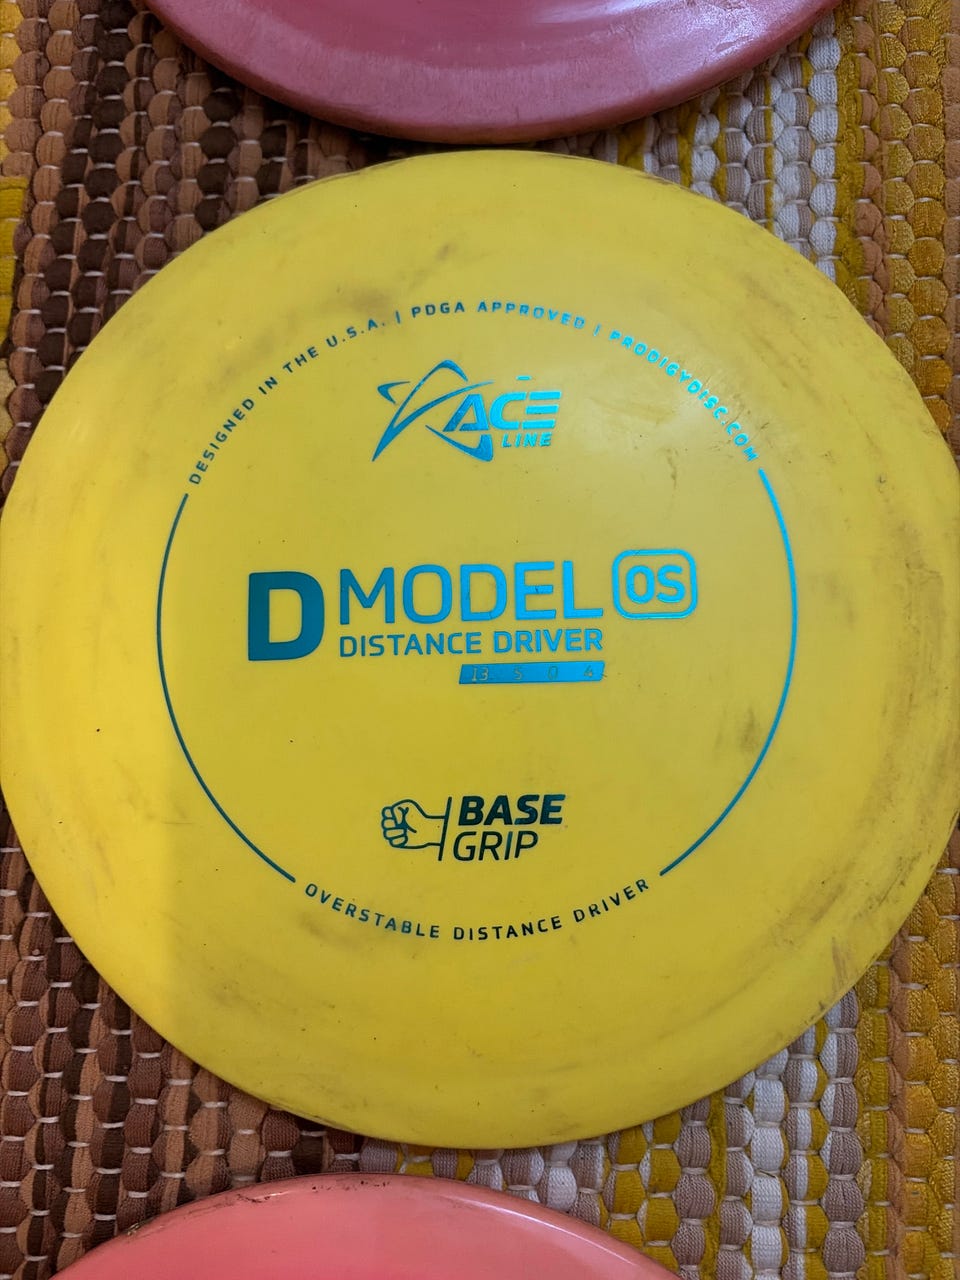 DESIGNED IN THE U.S.A. | PDGA APPROVED | PRODIGYDISC.COM
ACE
LINE
D MODEL OS
DISTANCE DRIVER
13 5 0 4
BASE
GRIP
OVERSTABLE DISTANCE DRIVER